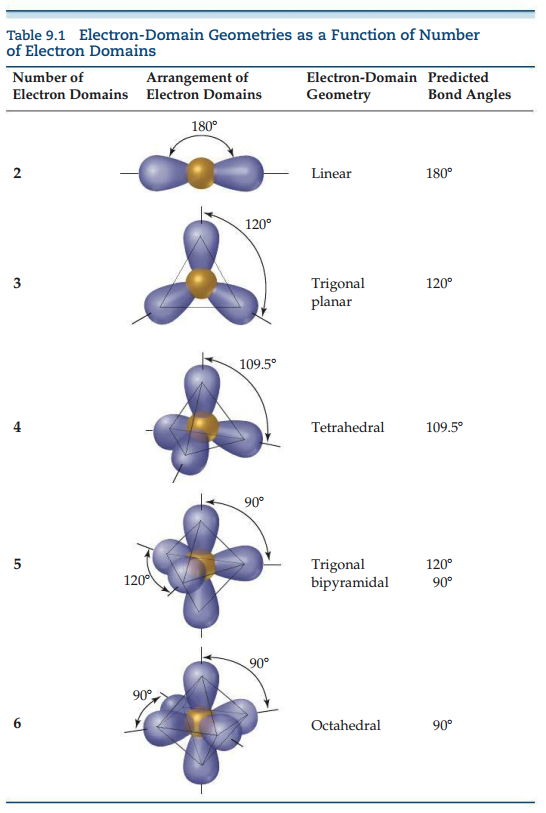 Table 9.1 Electron-Domain Geometries as a Function of Number
of Electron Domains
Number of Electron Domains
Arrangement of Electron Domains
Electron-Domain Geometry
Predicted Bond Angles
180°
2
Linear
180°
120°
3
Trigonal
planar
120°
109.5°
4
Tetrahedral
109.5°
90°
120°
5
Trigonal
bipyramidal
120°
90°
90°
90°
6
Octahedral
90°